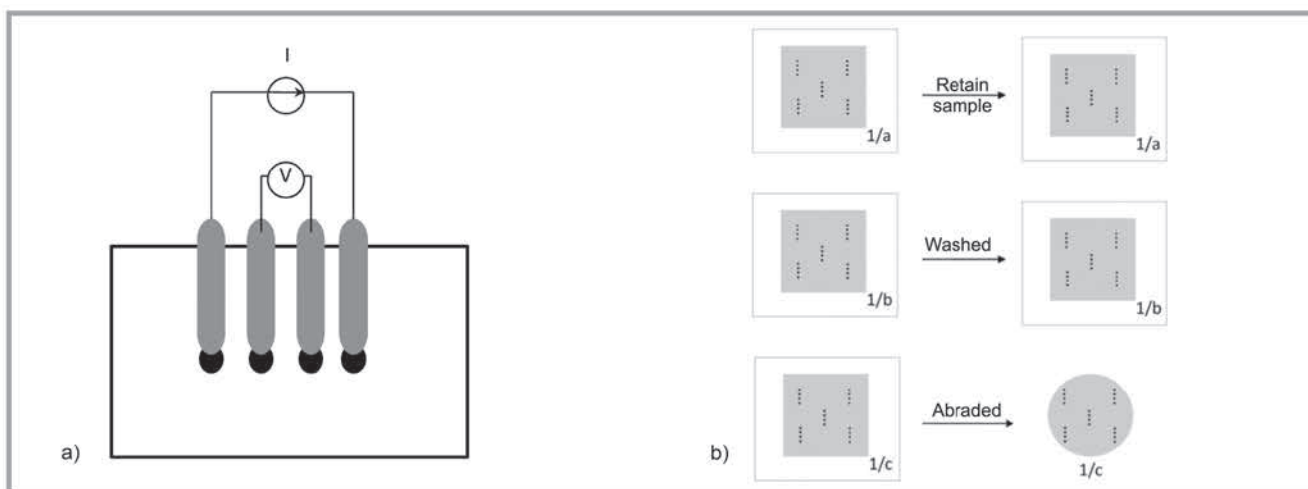 I
V
a)
1/a
Retain
sample
1/a
1/b
Washed
1/b
1/c
Abraded
1/c
b)